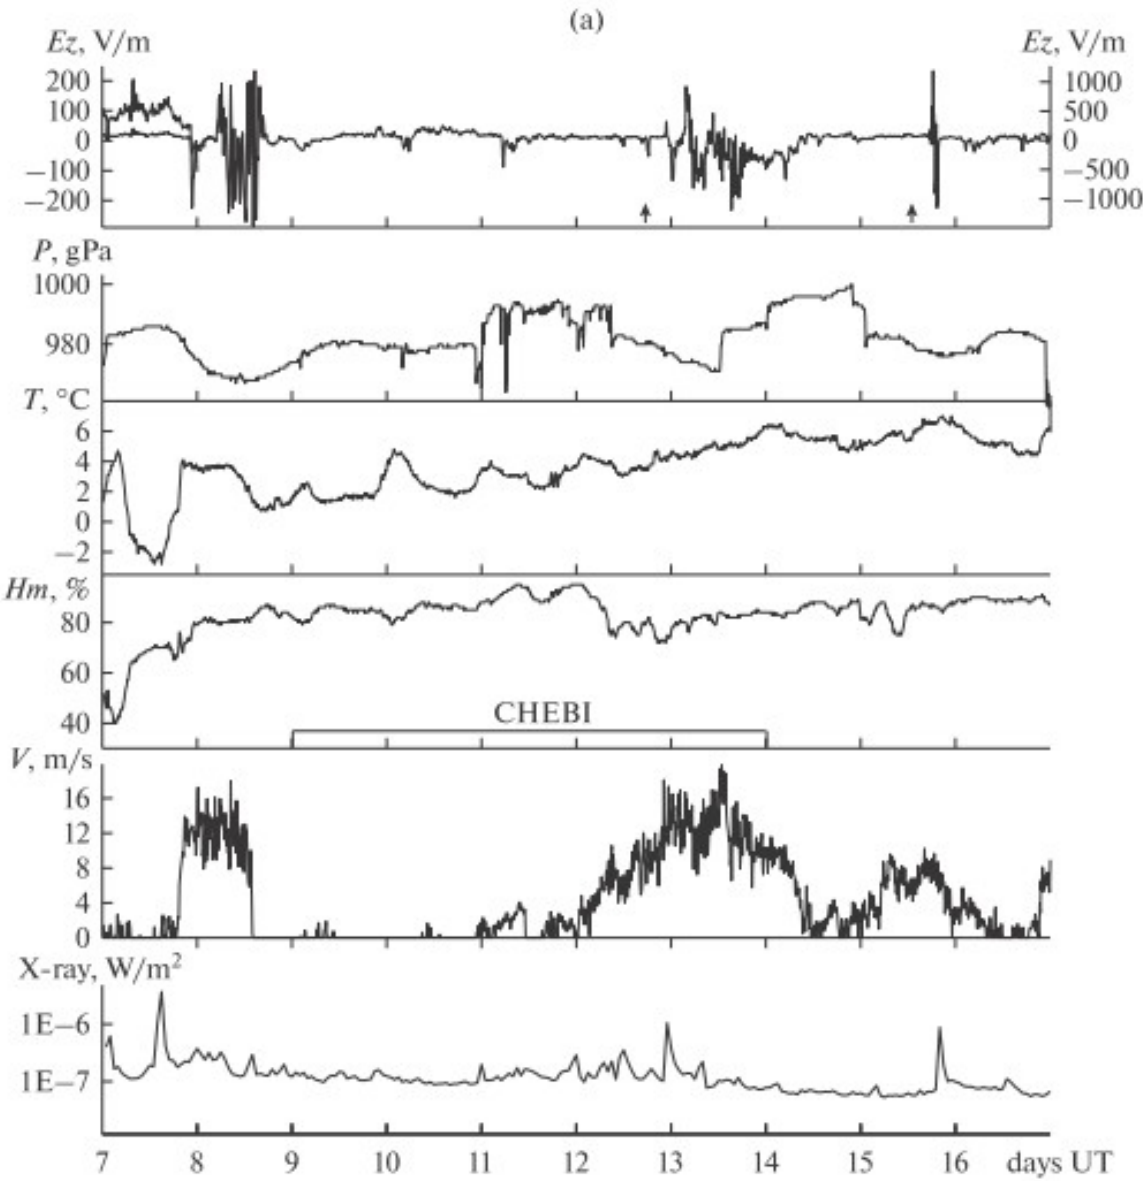 (a)
Ez, V/m Ez, V/m
200 1000
100 500
0 0
−100 −500
−200 −1000
P, gPa
1000
980
T, °C
6
4
2
0
−2
Hm, %
80
60
40
CHEBI
V, m/s
16
12
8
4
0
X-ray, W/m²
1E−6
1E−7
7 8 9 10 11 12 13 14 15 16 days UT